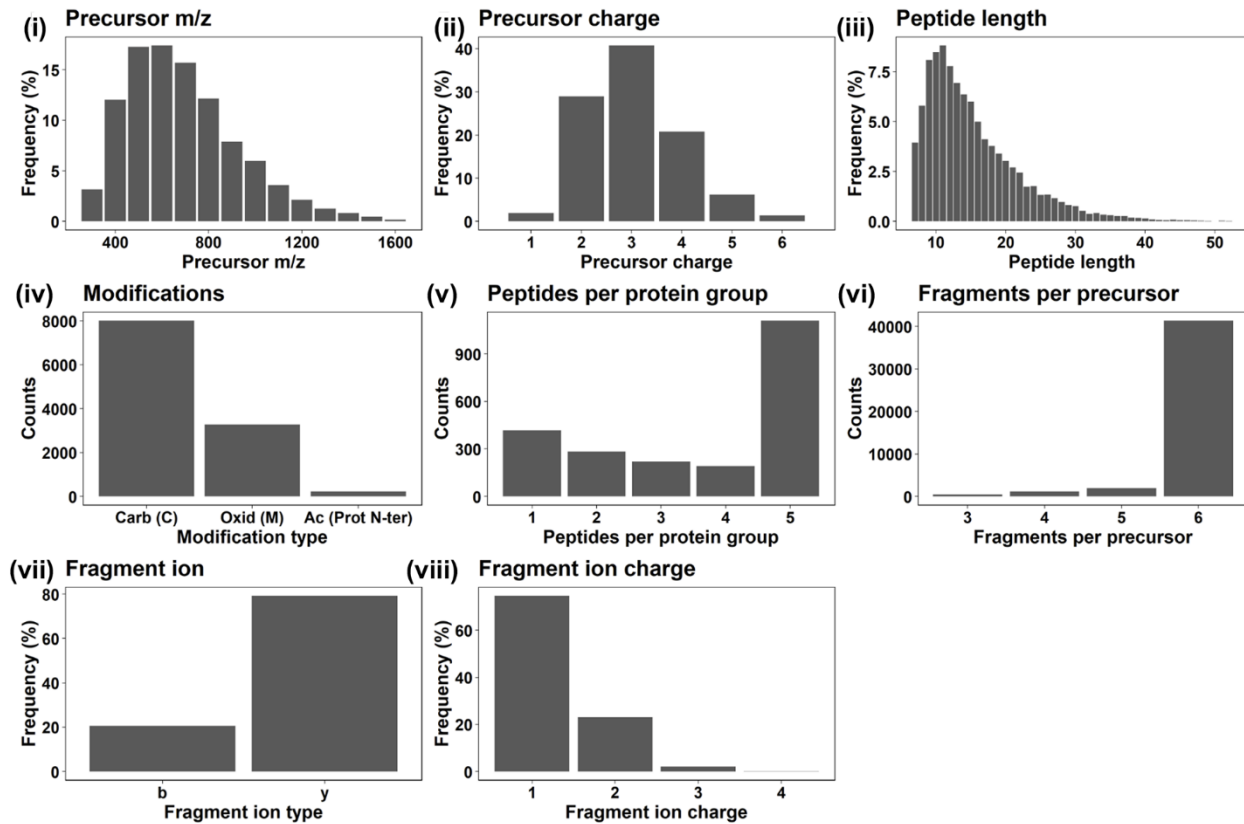 (i) Precursor m/z
Frequency (%)
15
10
5
0
400 800 1200 1600
Precursor m/z
(ii) Precursor charge
Frequency (%)
40
20
0
1 2 3 4 5 6
Precursor charge
(iii) Peptide length
Frequency (%)
7.5
5.0
2.5
0.0
10 20 30 40 50
Peptide length
(iv) Modifications
Counts
8000
6000
4000
2000
0
Carb (C) Oxid (M) Ac (Prot N-ter)
Modification type
(v) Peptides per protein group
Counts
900
600
300
0
1 2 3 4 5
Peptides per protein group
(vi) Fragments per precursor
Counts
40000
30000
20000
10000
0
3 4 5 6
Fragments per precursor
(vii) Fragment ion
Frequency (%)
80
60
40
20
0
b y
Fragment ion type
(viii) Fragment ion charge
Frequency (%)
60
40
20
0
1 2 3 4
Fragment ion charge